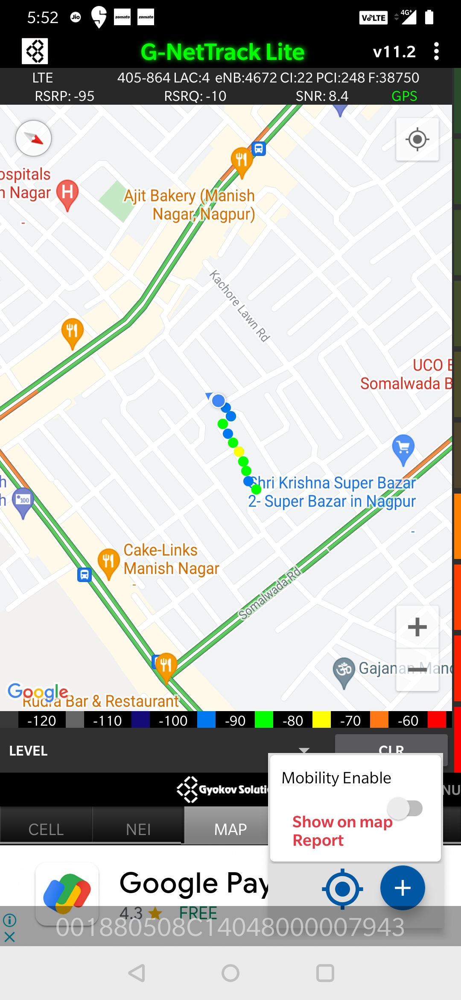 5:52
Jio
zomato
zomato
VoLTE
4G+
G-NetTrack Lite
v11.2
LTE
405-864 LAC:4 eNB:4672 CI:22 PCI:248 F:38750
RSRP: -95
RSRQ: -10
SNR: 8.4
GPS
ospitals
n Nagar
H
-
Ajit Bakery (Manish
Nagar, Nagpur)
Kachore Lawn Rd
UCO
Somalwada B
h
h
100
Shri Krishna Super Bazar
2- Super Bazar in Nagpur
-
Cake-Links
Manish Nagar
-
Somalwada Rd
+
−
ॐ
Gajanan Mand
Google
Rudra Bar & Restaurant
-120
-110
-100
-90
-80
-70
-60
LEVEL
CLR
Mobility Enable
Gyokov Soluti
NU
Show on map
Report
CELL
NEI
MAP
Google Pay
4.3
FREE
+
001880508C14048000007943